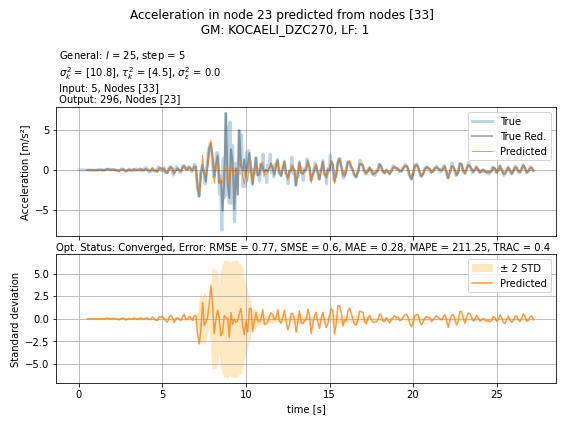 Acceleration in node 23 predicted from nodes [33]
GM: KOCAELI_DZC270, LF: 1
General: l = 25, step = 5
σ²ₖ = [10.8], τ²ₖ = [4.5], σ²ε = 0.0
Input: 5, Nodes [33]
Output: 296, Nodes [23]
Acceleration [m/s²]
5
0
−5
True
True Red.
Predicted
Opt. Status: Converged, Error: RMSE = 0.77, SMSE = 0.6, MAE = 0.28, MAPE = 211.25, TRAC = 0.4
Standard deviation
5.0
2.5
0.0
−2.5
−5.0
± 2 STD
Predicted
0 5 10 15 20 25
time [s]